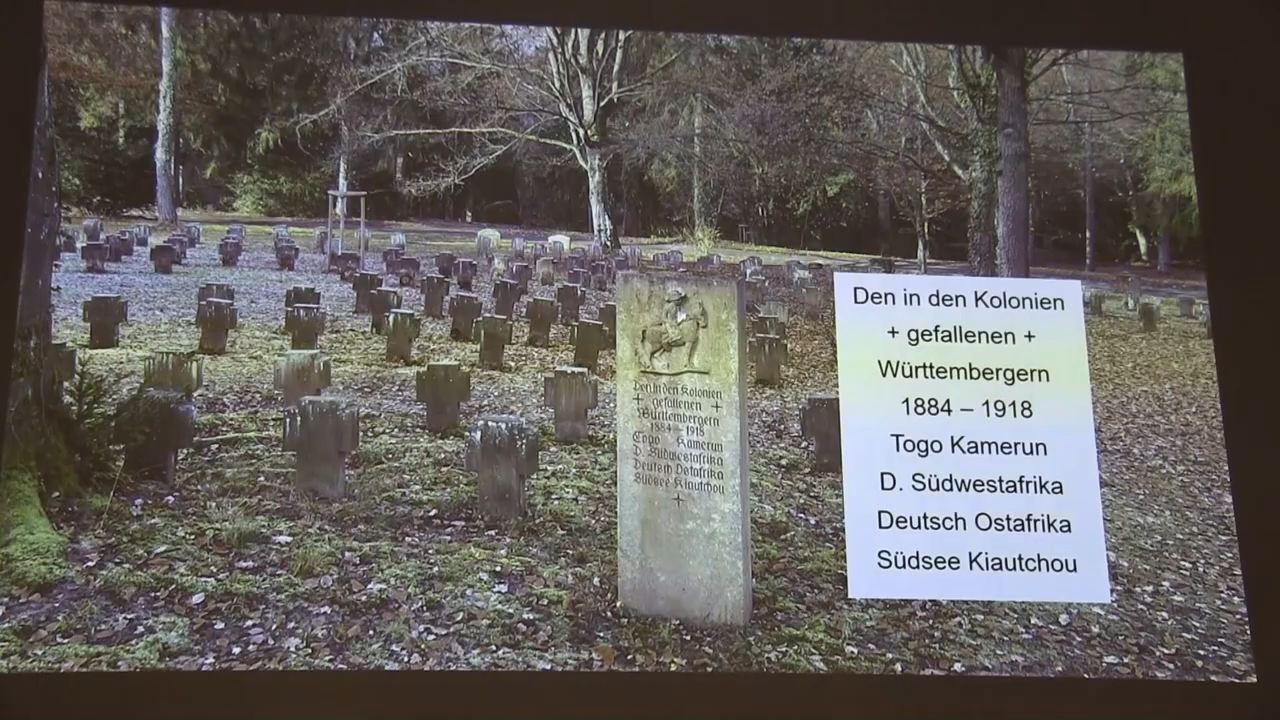 Den in den Kolonien
+ gefallenen +
Württembergern
1884 – 1918
Togo Kamerun
D. Südwestafrika
Deutsch Ostafrika
Südsee Kiautchou
Den in den Kolonien
+ gefallenen +
Württembergern
1884 – 1918
Togo Kamerun
D. Südwestafrika
Deutsch Ostafrika
Südsee Kiautchou